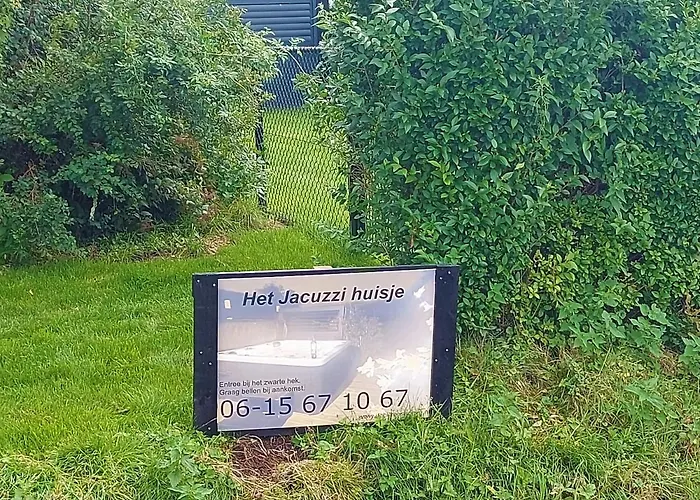 Het Jacuzzi huisje
Entree bij het zwarte hek.
Graag bellen bij aankomst.
06-15 67 10 67